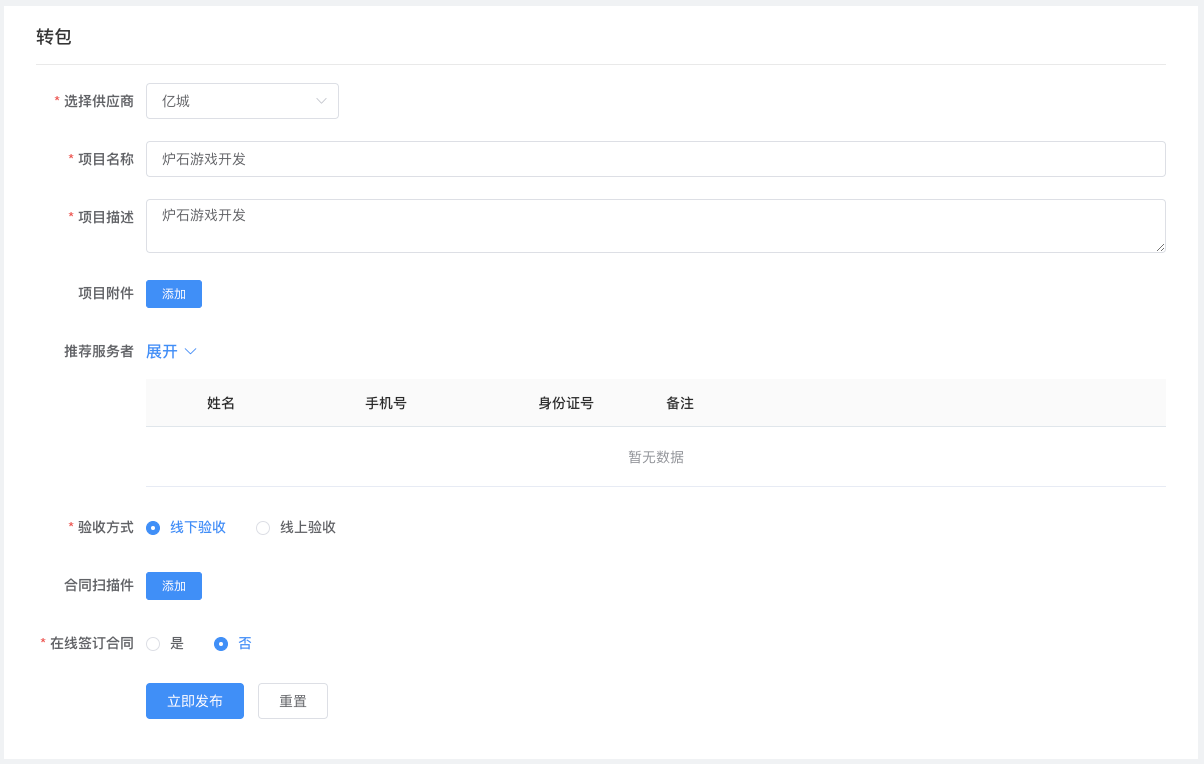 转包
* 选择供应商 亿城
* 项目名称 炉石游戏开发
* 项目描述 炉石游戏开发
项目附件 添加
推荐服务者 展开
姓名 手机号 身份证号 备注
暂无数据
* 验收方式 线下验收 线上验收
合同扫描件 添加
* 在线签订合同 是 否
立即发布 重置